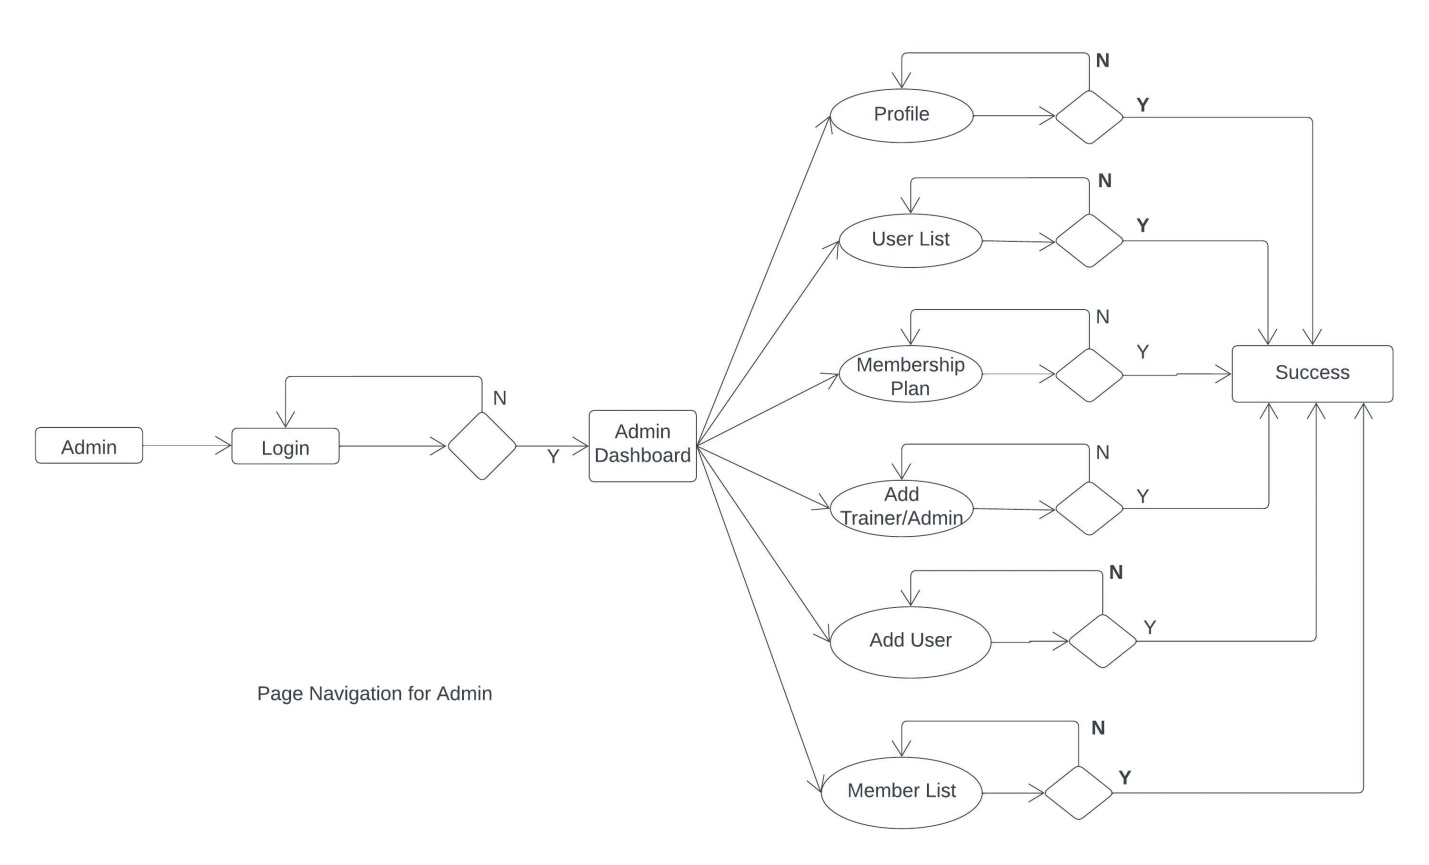 N
Profile
Y
N
User List
Y
N
Membership
Plan
Y
Success
N
Admin
Login
Y
Admin
Dashboard
N
Add
Trainer/Admin
Y
N
Add User
Y
Page Navigation for Admin
N
Member List
Y